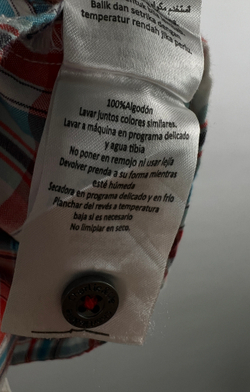 Balik dan setrika dengan
temperatur rendah jika perlu.
100%Algodón
Lavar juntos colores similares.
Lavar a máquina en programa delicado
y agua tibia
No poner en remojo ni usar lejía
Devolver prenda a su forma mientras
esté húmeda
Secadora en programa delicado y en frío
Planchar del revés a temperatura
baja si es necesario
No limpiar en seco.